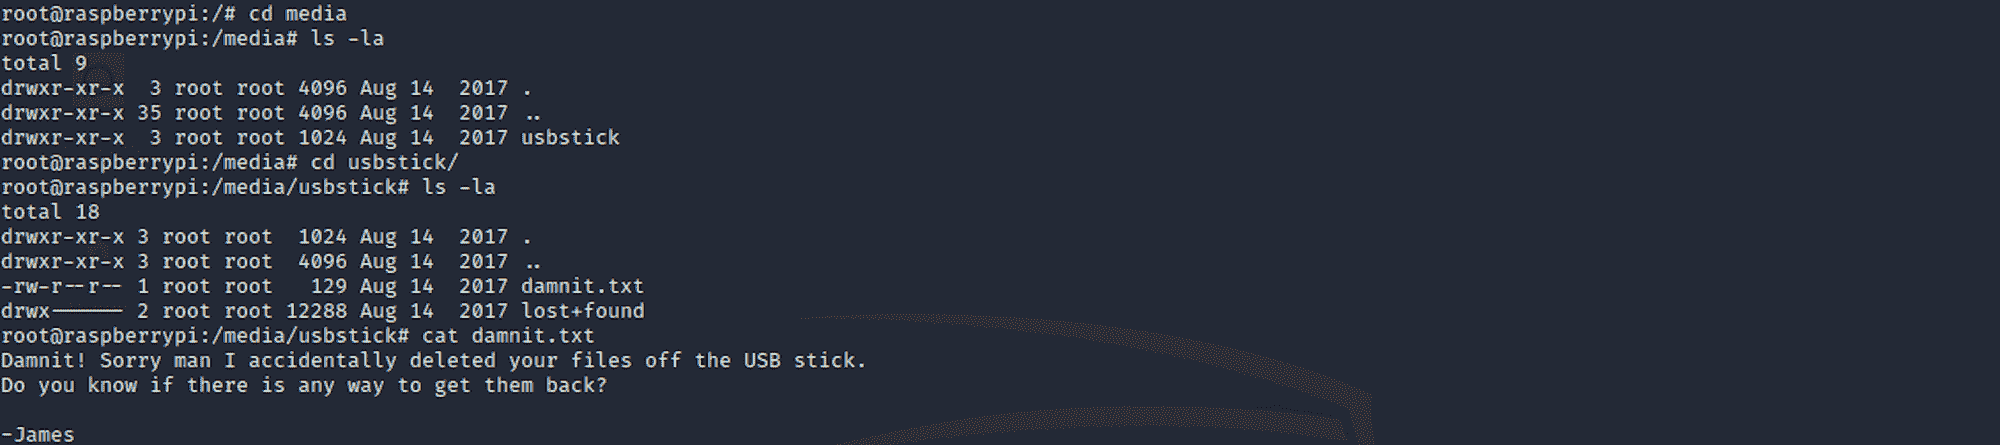 root@raspberrypi:/# cd media
root@raspberrypi:/media# ls -la
total 9
drwxr-xr-x  3 root root 4096 Aug 14  2017 .
drwxr-xr-x 35 root root 4096 Aug 14  2017 ..
drwxr-xr-x  3 root root 1024 Aug 14  2017 usbstick
root@raspberrypi:/media# cd usbstick/
root@raspberrypi:/media/usbstick# ls -la
total 18
drwxr-xr-x 3 root root  1024 Aug 14  2017 .
drwxr-xr-x 3 root root  4096 Aug 14  2017 ..
-rw-r--r-- 1 root root   129 Aug 14  2017 damnit.txt
drwx------ 2 root root 12288 Aug 14  2017 lost+found
root@raspberrypi:/media/usbstick# cat damnit.txt
Damnit! Sorry man I accidentally deleted your files off the USB stick.
Do you know if there is any way to get them back?
-James